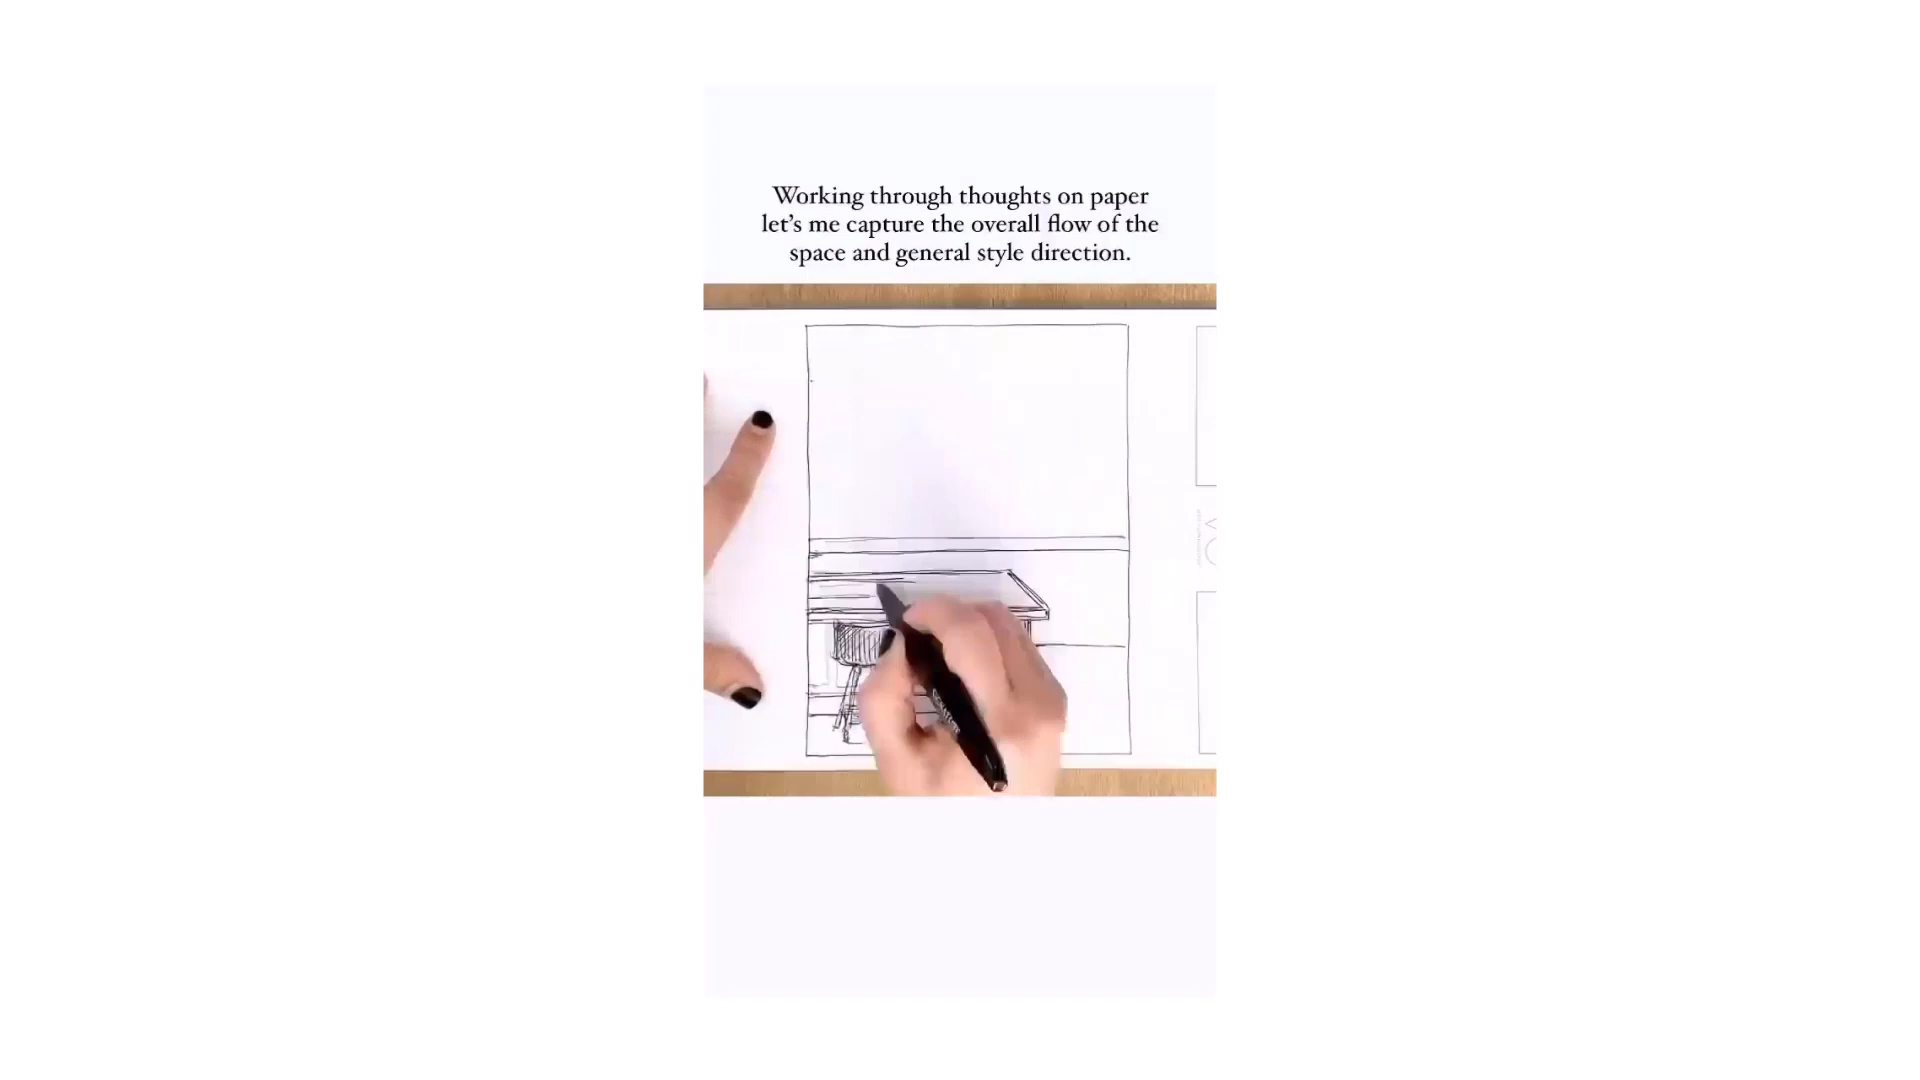 Working through thoughts on paper
let’s me capture the overall flow of the
space and general style direction.